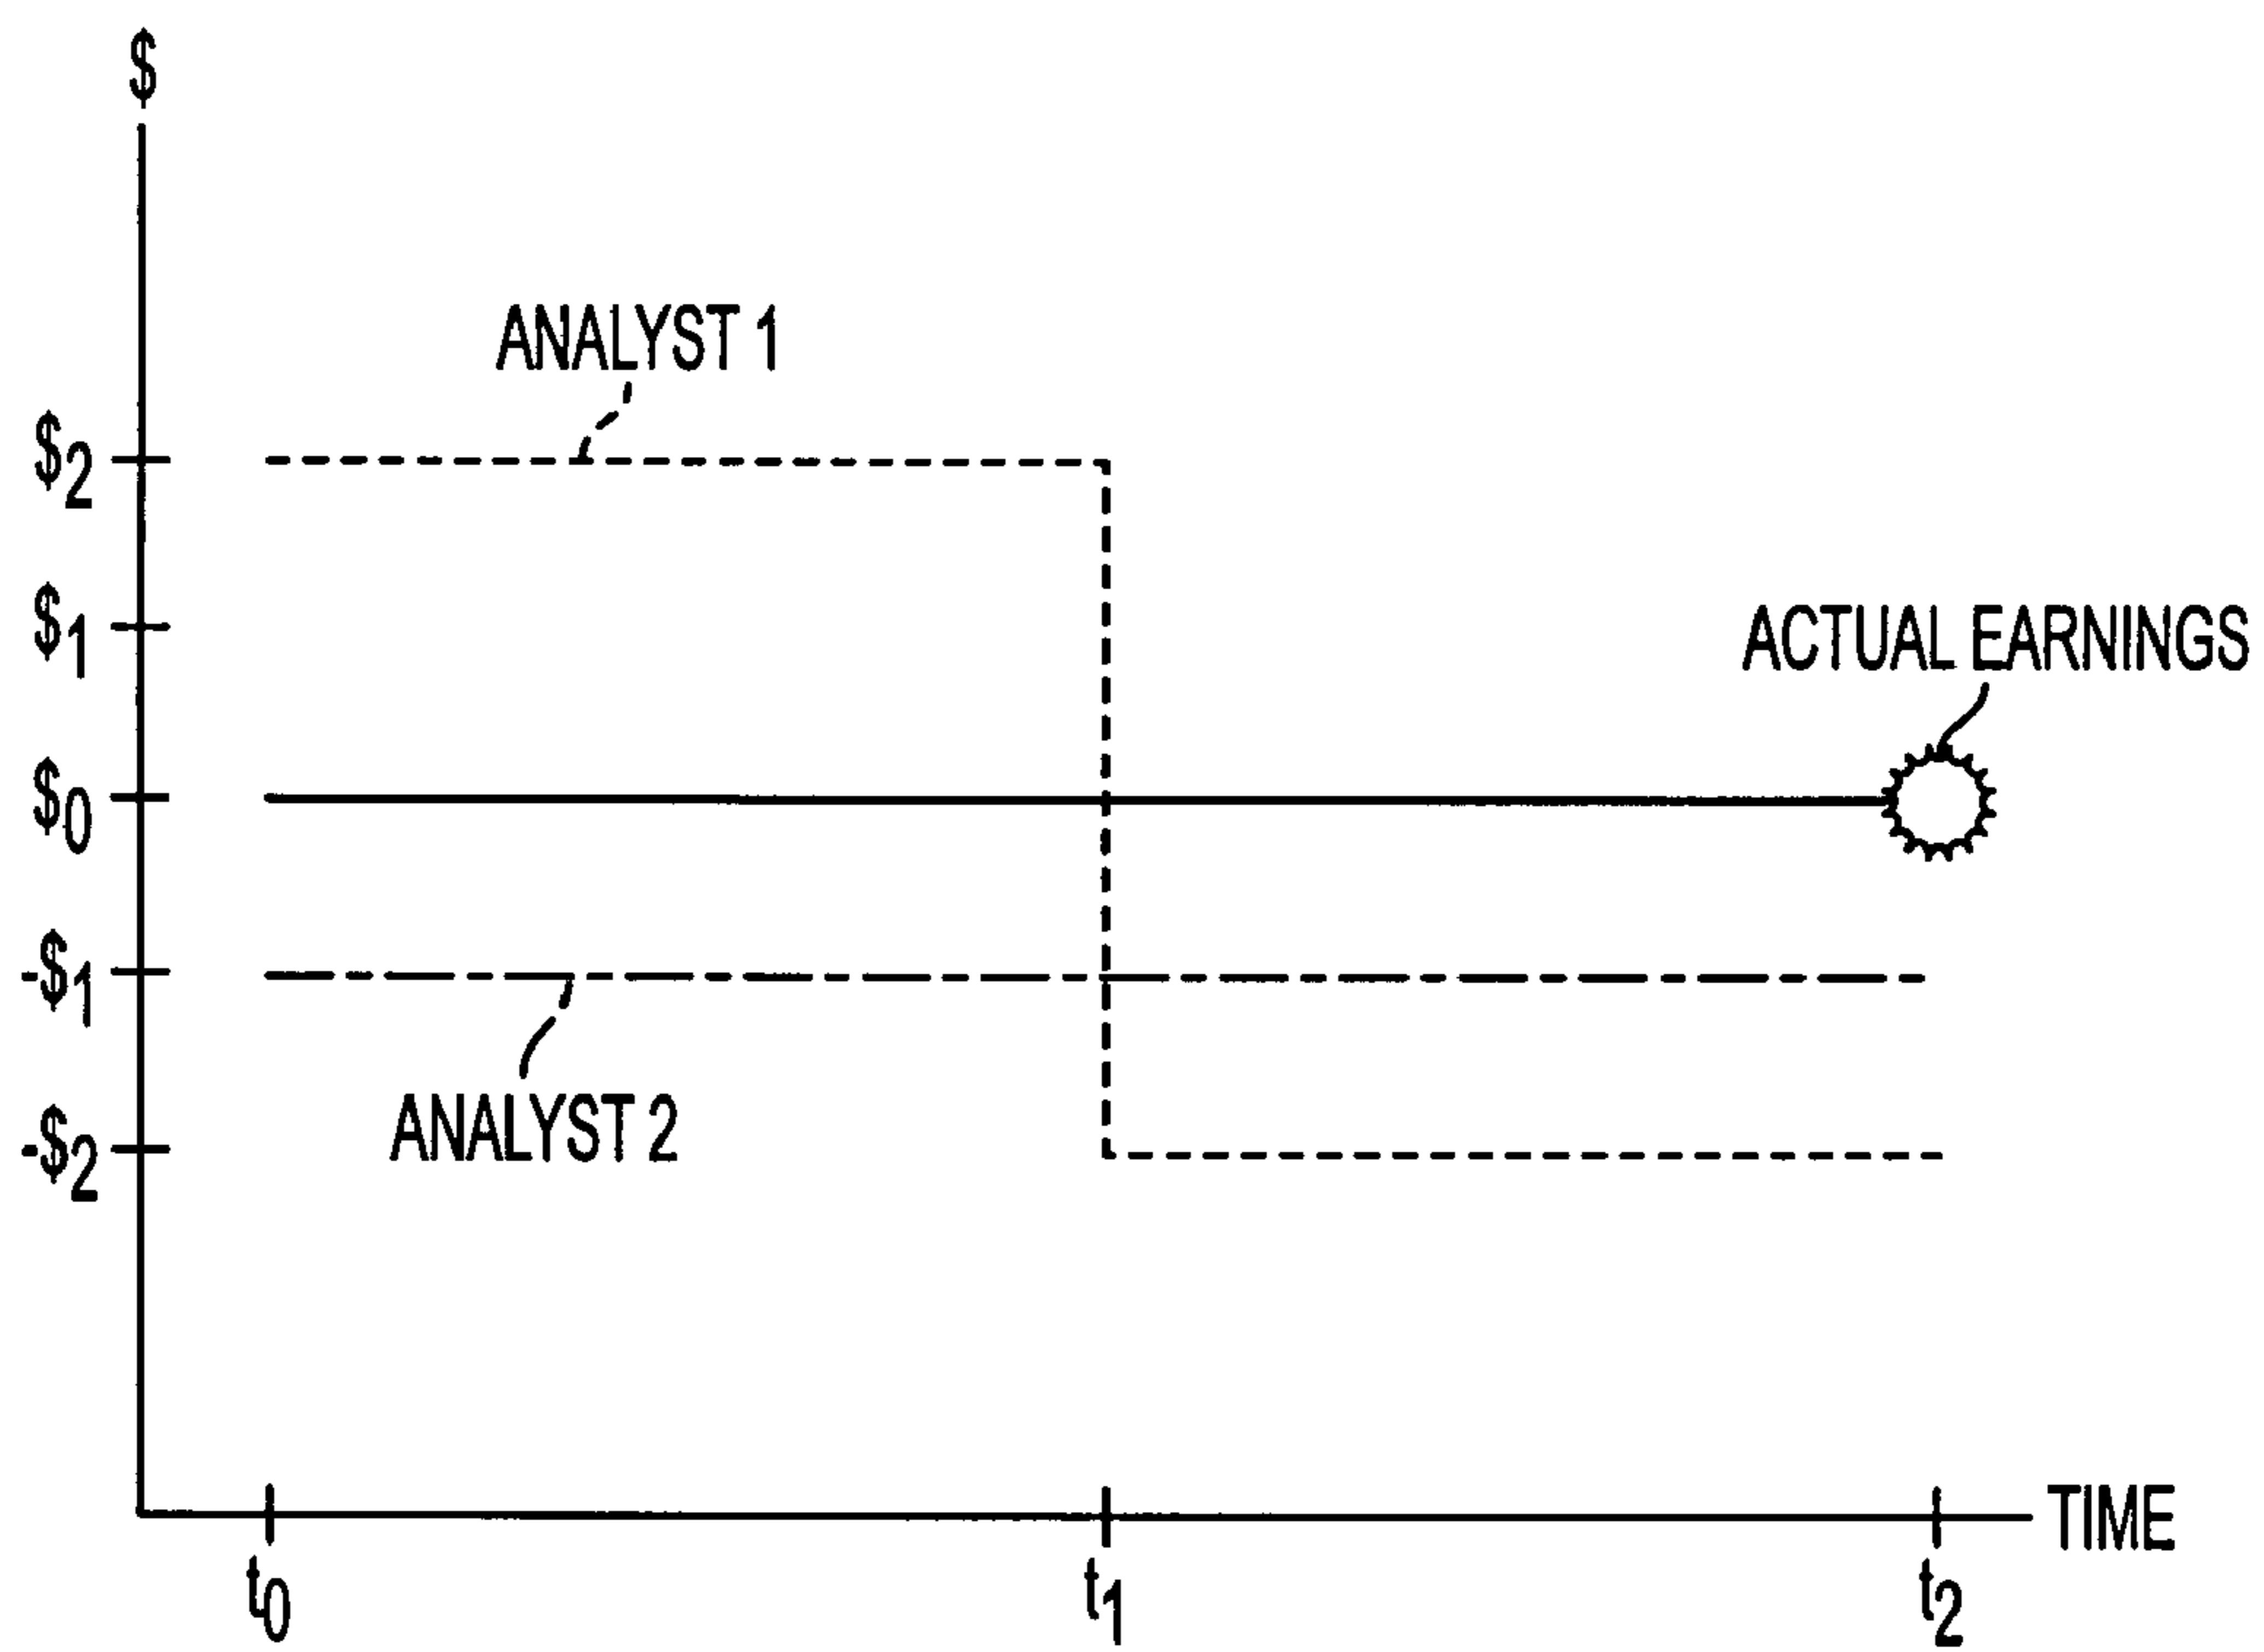 $
ANALYST 1
$2
$1
ACTUAL EARNINGS
$0
-$1
ANALYST 2
-$2
TIME
t0
t1
t2